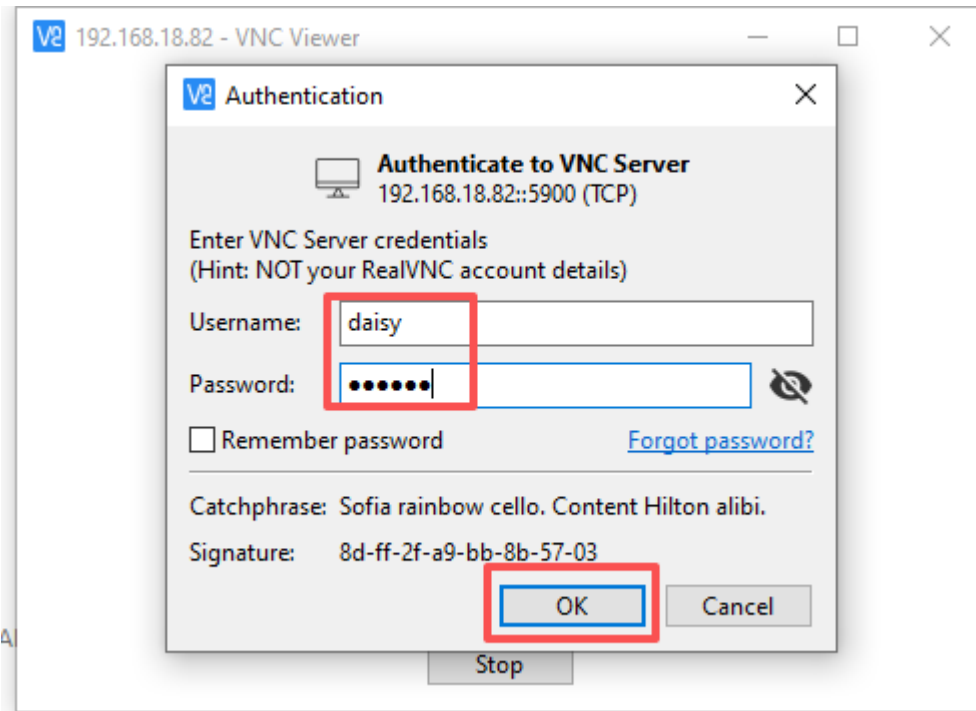 V2 192.168.18.82 - VNC Viewer
V2 Authentication
Authenticate to VNC Server
192.168.18.82::5900 (TCP)
Enter VNC Server credentials
(Hint: NOT your RealVNC account details)
Username: daisy
Password: ••••••
Remember password Forgot password?
Catchphrase: Sofia rainbow cello. Content Hilton alibi.
Signature: 8d-ff-2f-a9-bb-8b-57-03
OK Cancel
Stop